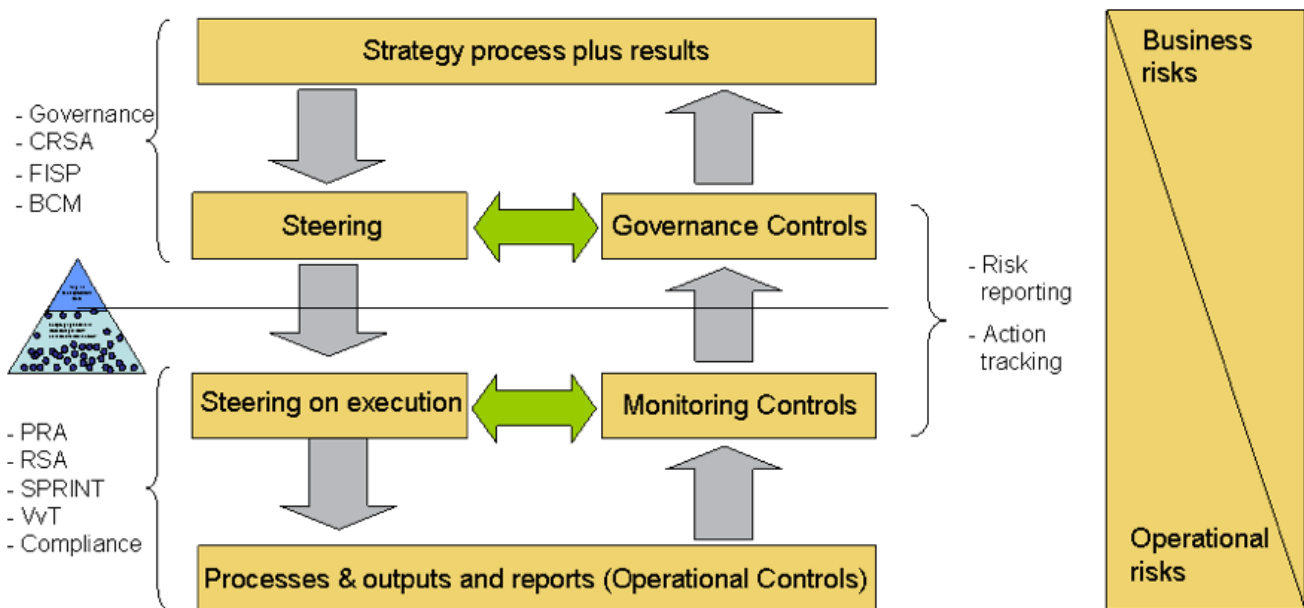 Strategy process plus results
Business
risks
- Governance
- CRSA
- FISP
- BCM
Steering
Governance Controls
- Risk
reporting
- Action
tracking
Steering on execution
Monitoring Controls
- PRA
- RSA
- SPRINT
- VvT
- Compliance
Processes & outputs and reports (Operational Controls)
Operational
risks